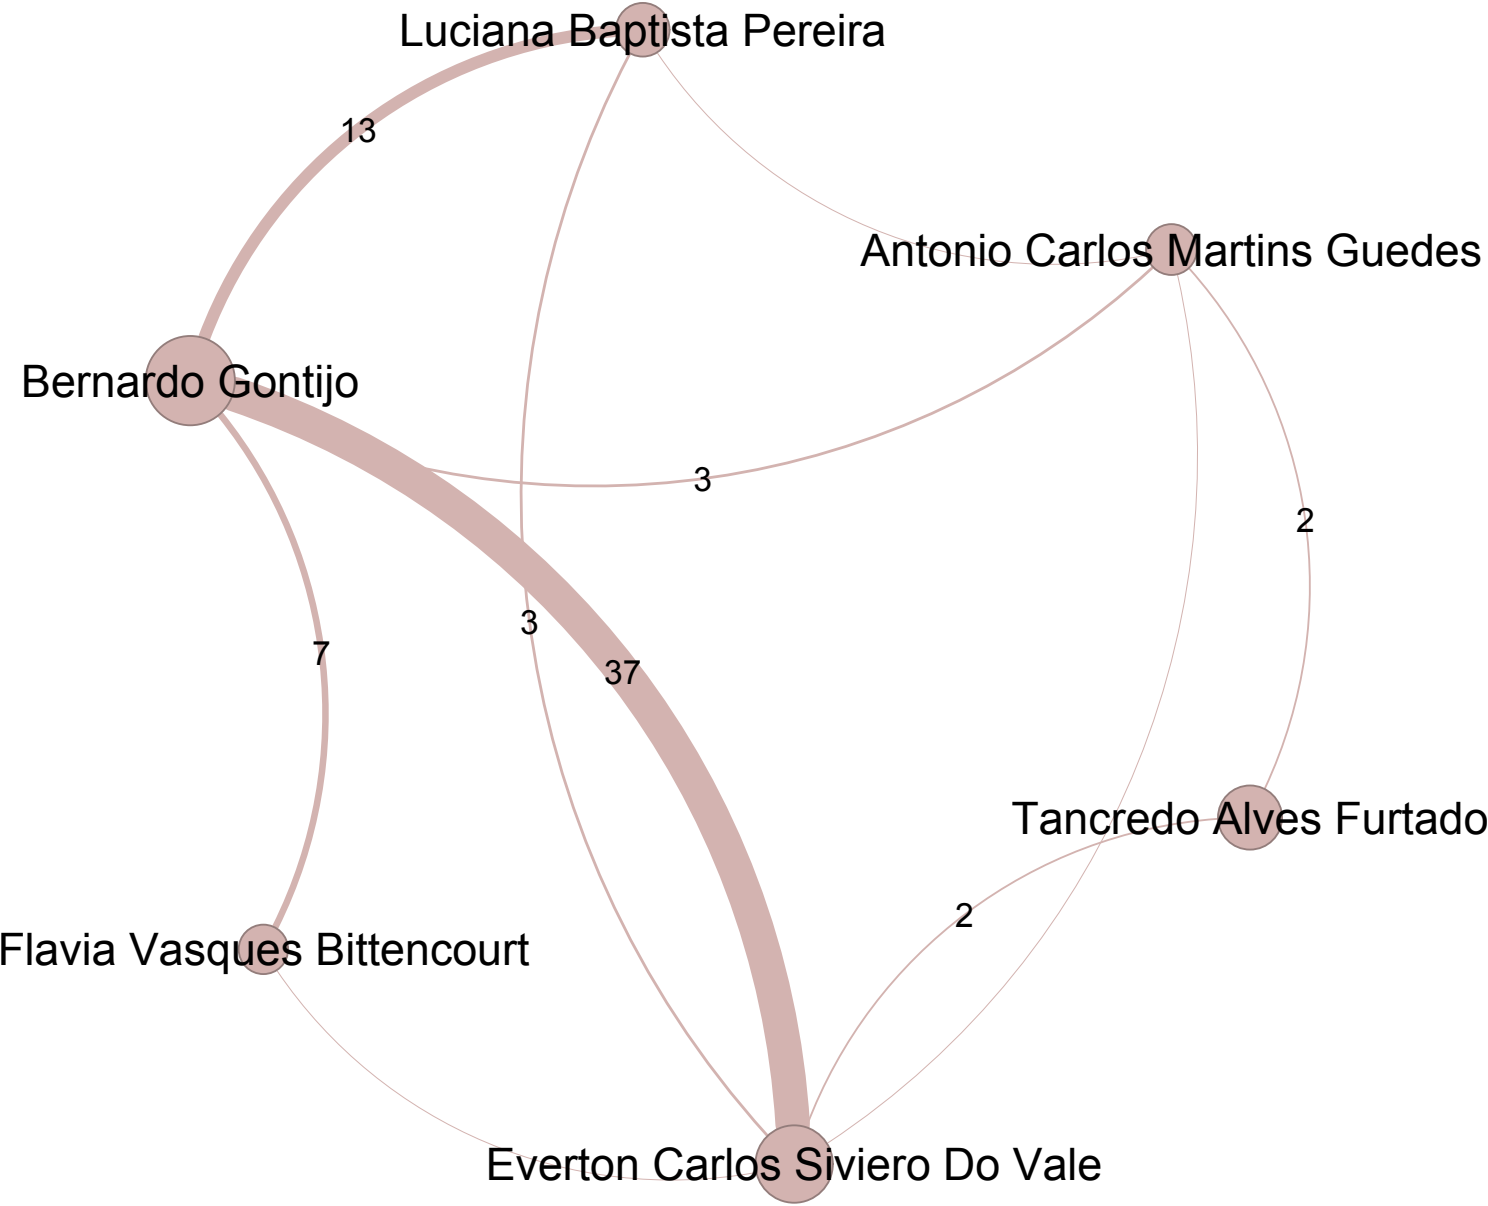 Luciana Baptista Pereira
13
Antonio Carlos Martins Guedes
Bernardo Gontijo
3
2
3
7
37
Tancredo Alves Furtado
2
Flavia Vasques Bittencourt
Everton Carlos Siviero Do Vale